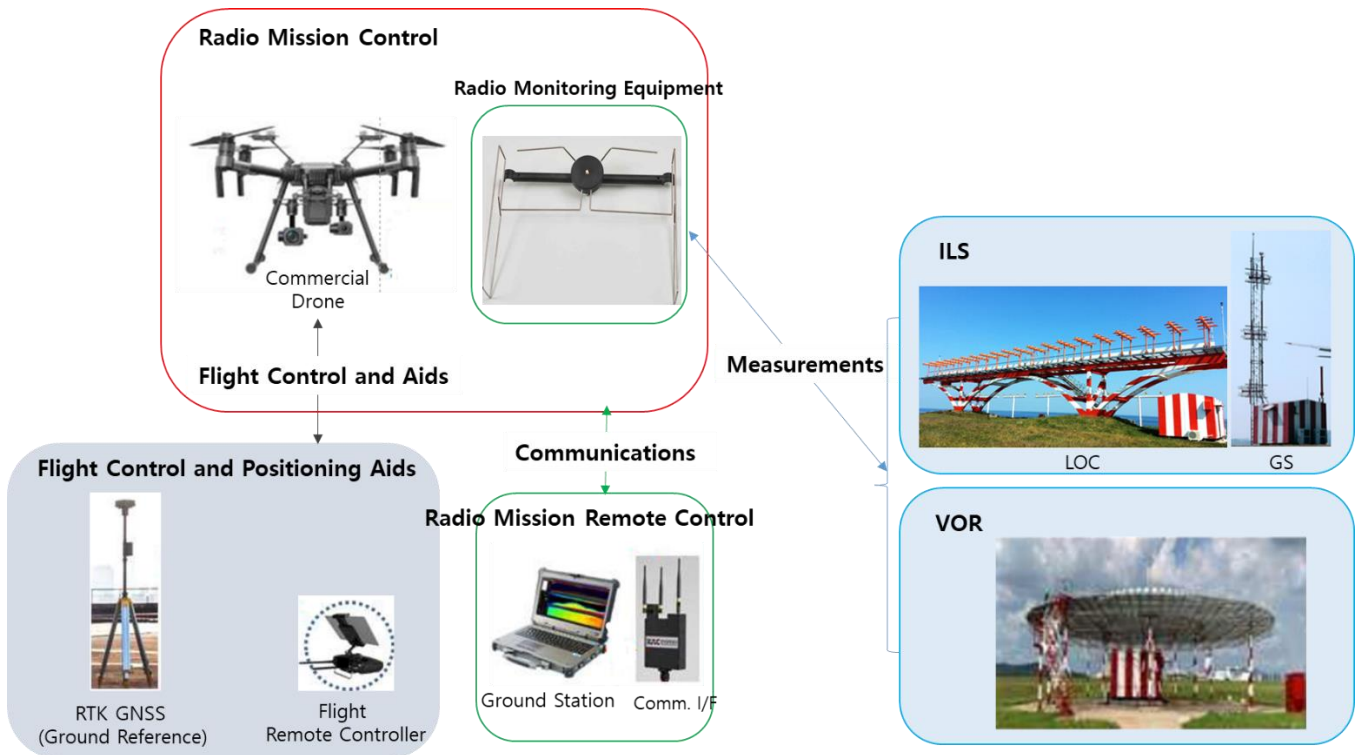 Radio Mission Control
Radio Monitoring Equipment
Commercial
Drone
Flight Control and Aids
Measurements
ILS
LOC
GS
Communications
Flight Control and Positioning Aids
RTK GNSS
(Ground Reference)
Flight
Remote Controller
Radio Mission Remote Control
Ground Station
Comm. I/F
VOR